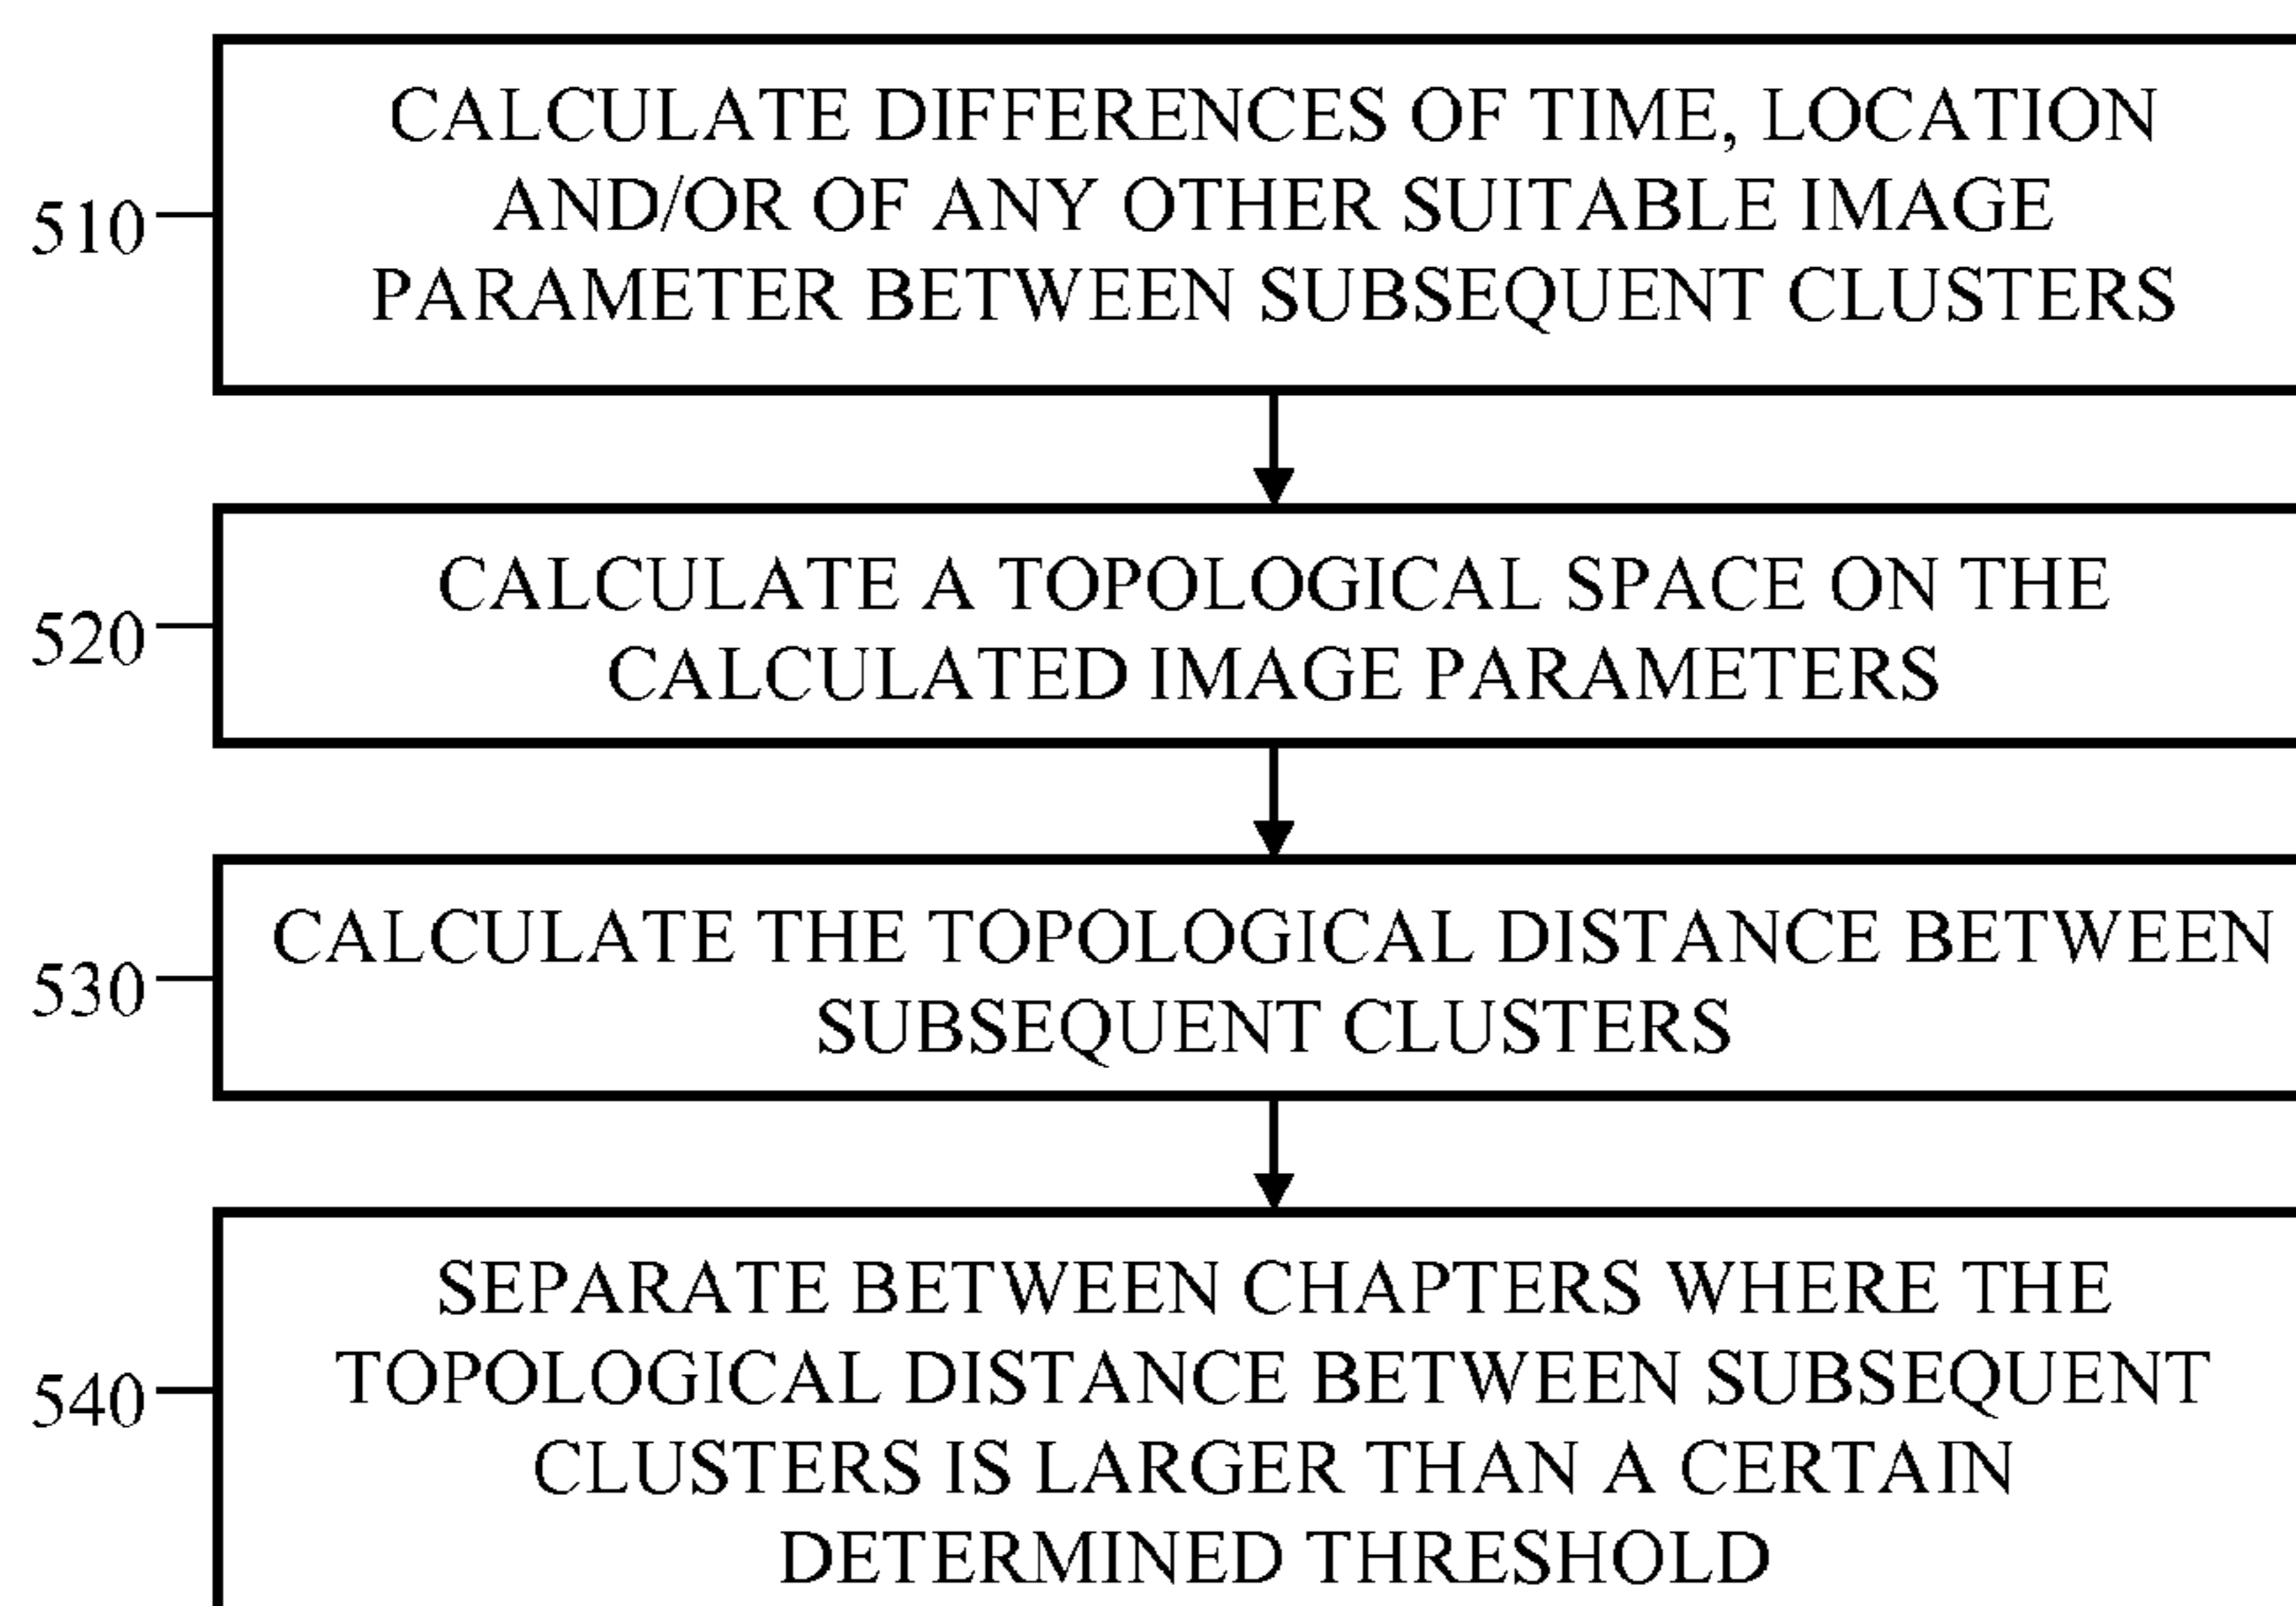 CALCULATE DIFFERENCES OF TIME, LOCATION
AND/OR OF ANY OTHER SUITABLE IMAGE
PARAMETER BETWEEN SUBSEQUENT CLUSTERS
510
CALCULATE A TOPOLOGICAL SPACE ON THE
CALCULATED IMAGE PARAMETERS
520
CALCULATE THE TOPOLOGICAL DISTANCE BETWEEN
SUBSEQUENT CLUSTERS
530
SEPARATE BETWEEN CHAPTERS WHERE THE
TOPOLOGICAL DISTANCE BETWEEN SUBSEQUENT
CLUSTERS IS LARGER THAN A CERTAIN
DETERMINED THRESHOLD
540